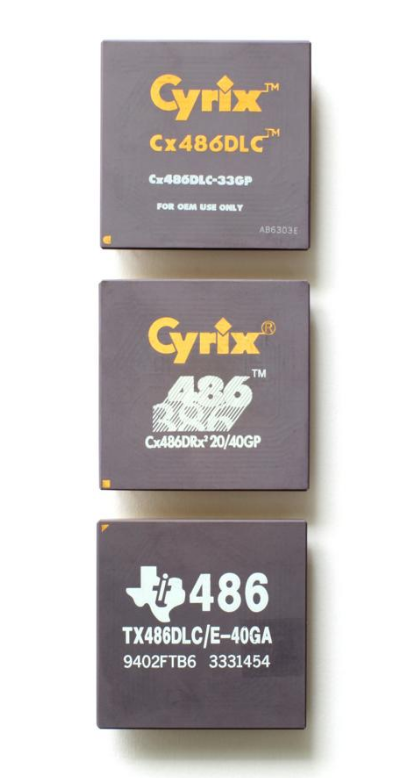 Cyrix™
Cx486DLC™
Cx486DLC-33GP
FOR OEM USE ONLY
A86303E
Cyrix®
486™
386
Cx486DRx² 20/40GP
ti 486
TX486DLC/E-40GA
9402FTB6 3331454